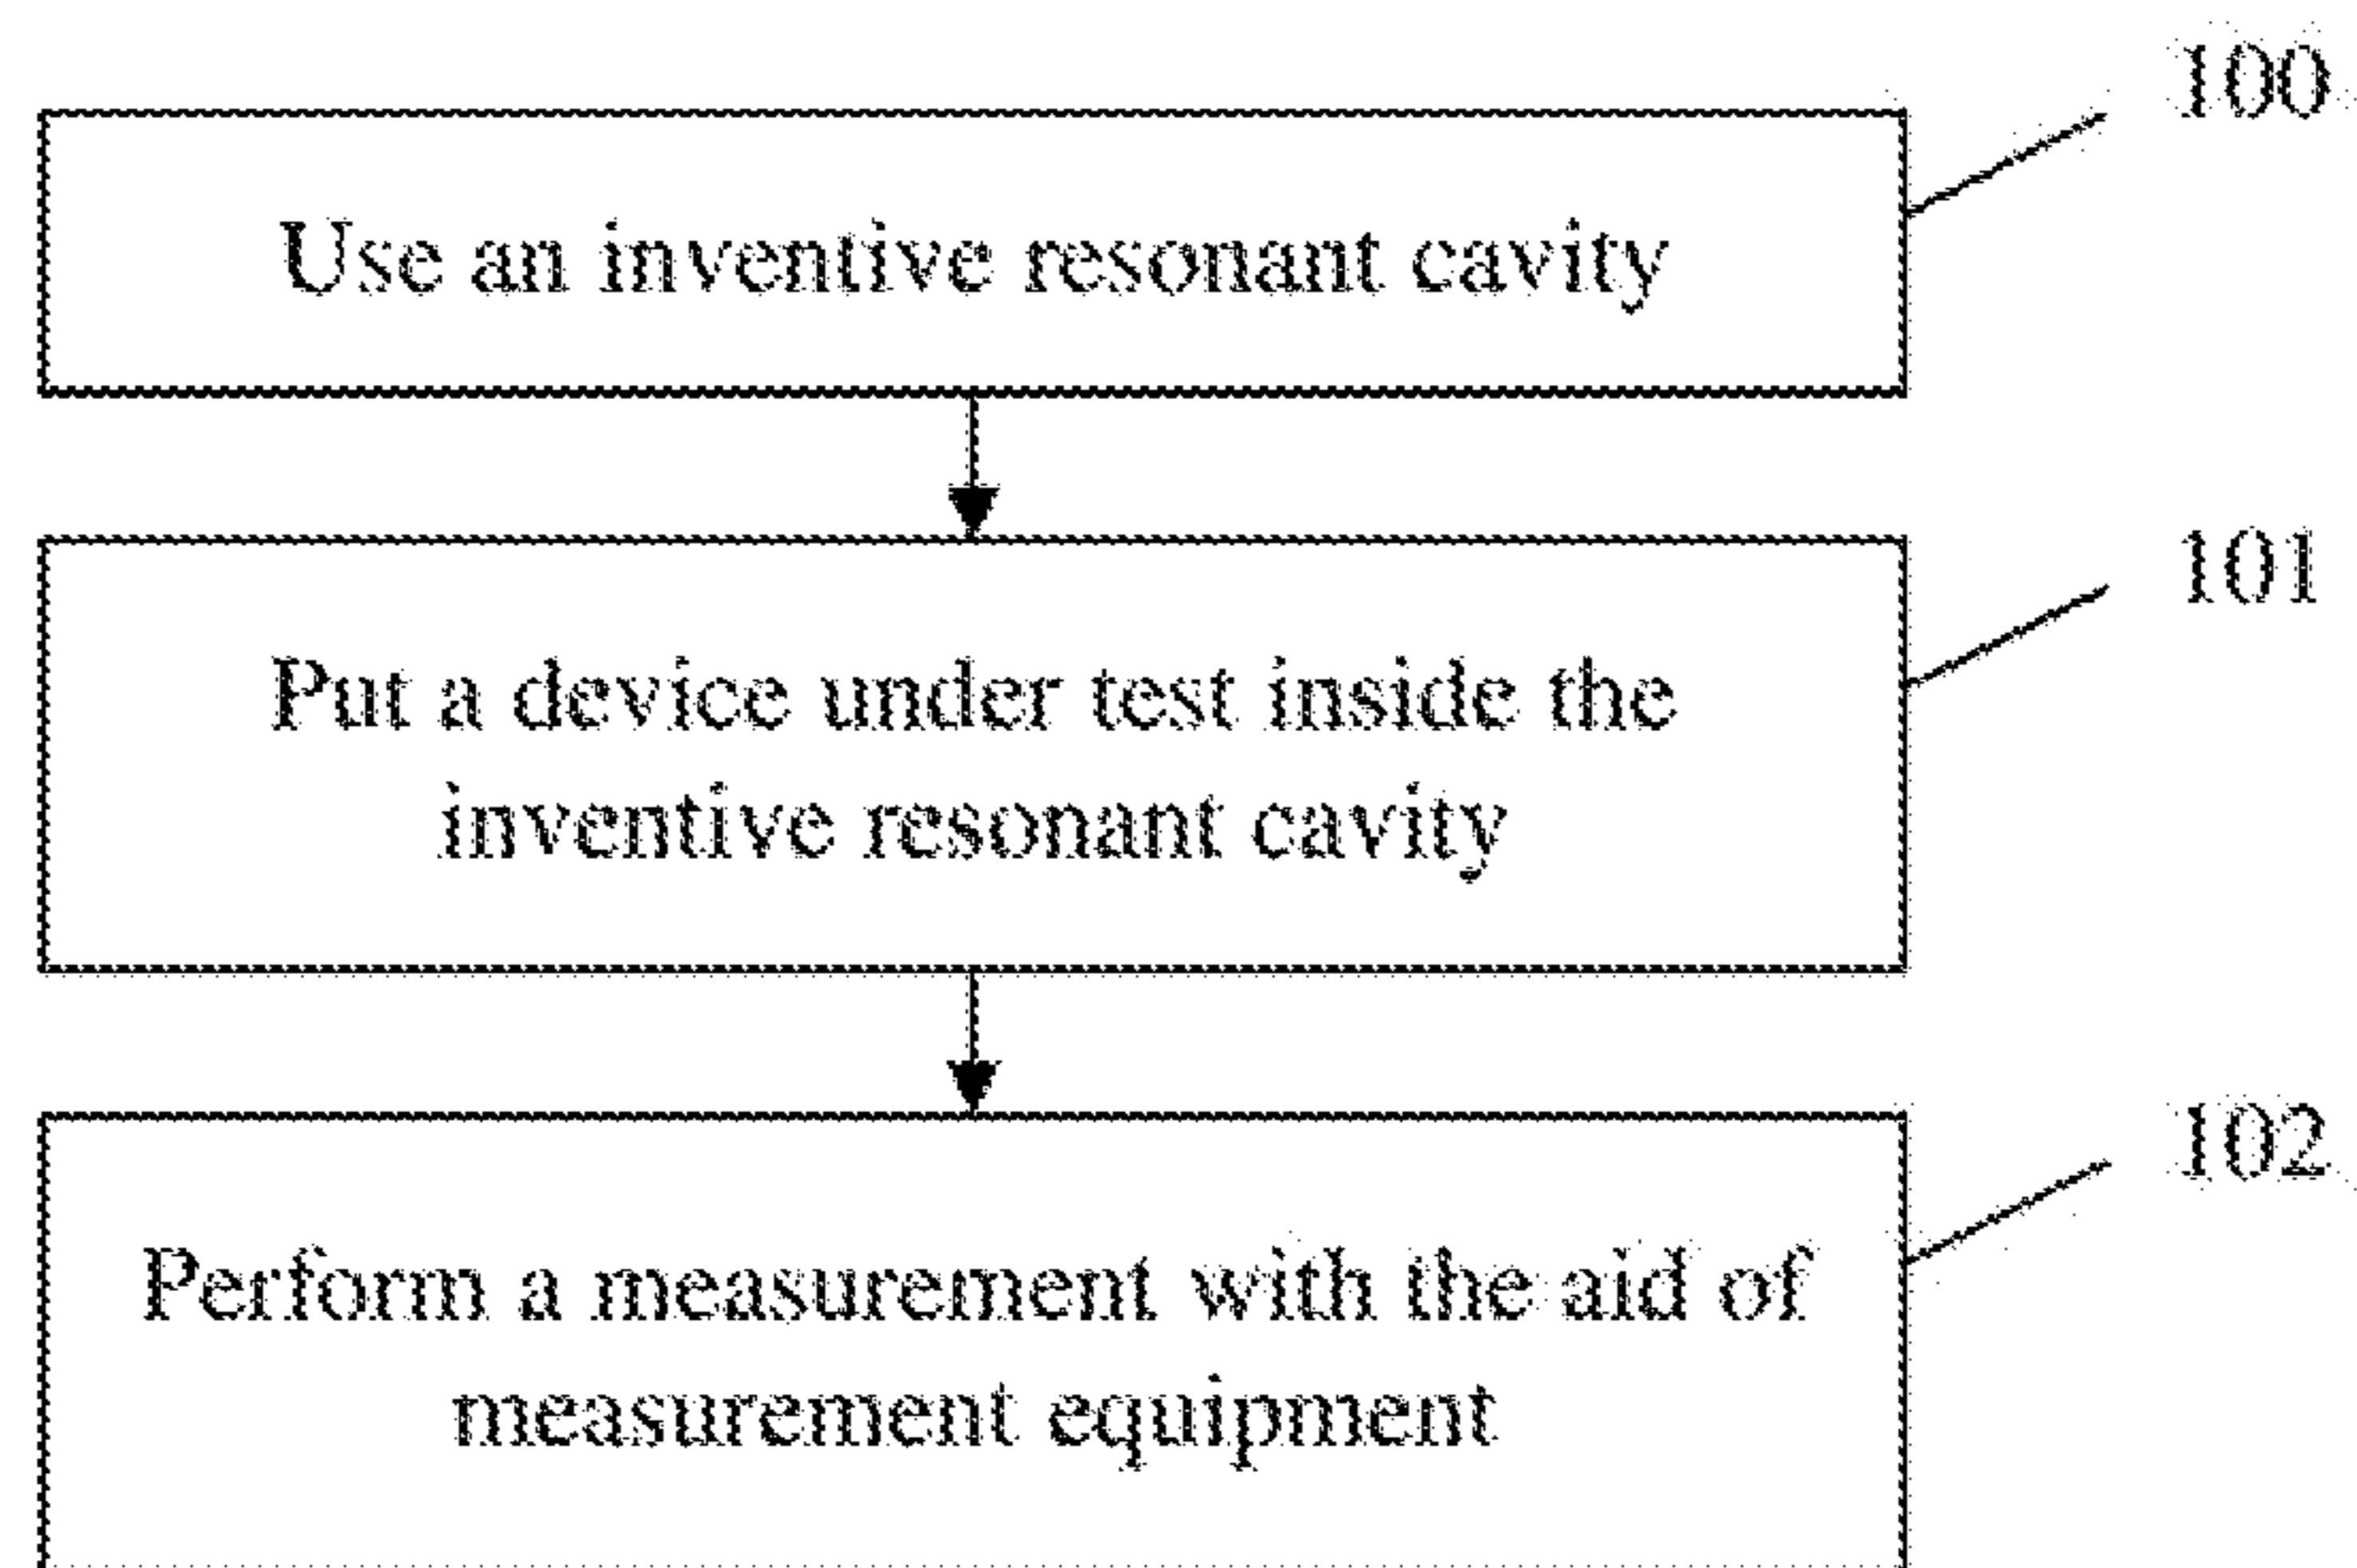 100
Use an inventive resonant cavity
101
Put a device under test inside the
inventive resonant cavity
102
Perform a measurement with the aid of
measurement equipment